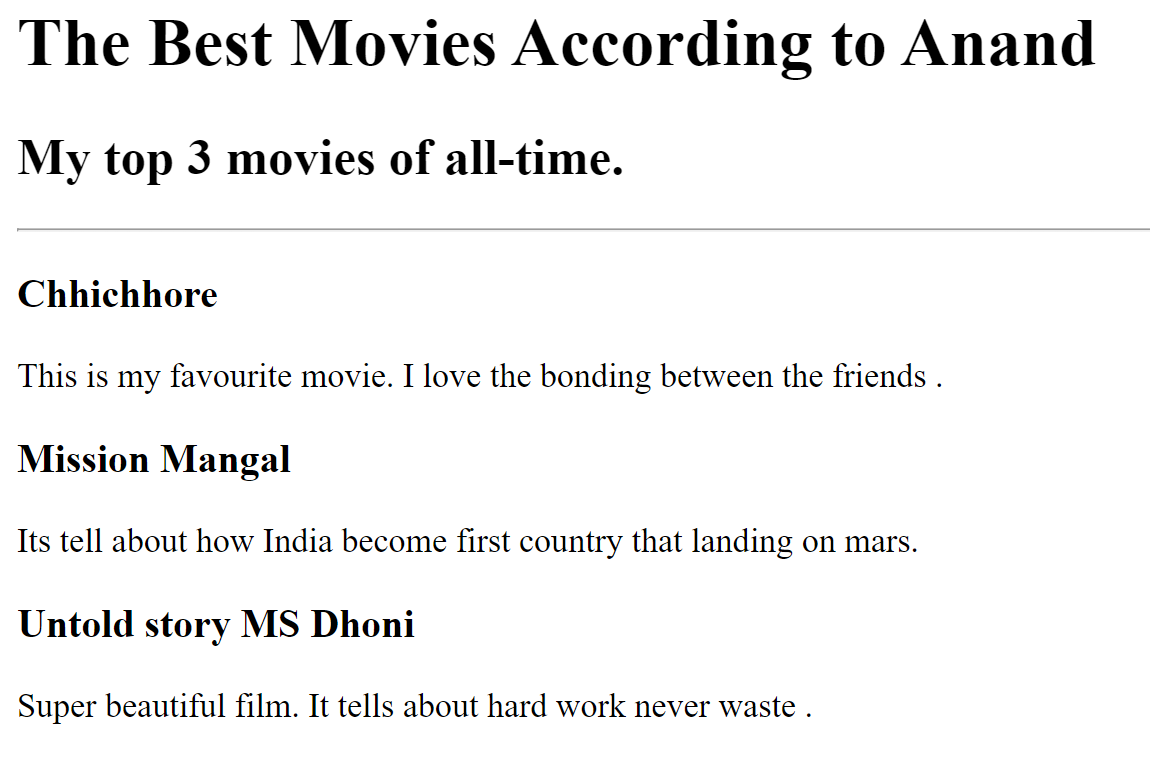 The Best Movies According to Anand
My top 3 movies of all-time.
Chhichhore
This is my favourite movie. I love the bonding between the friends .
Mission Mangal
Its tell about how India become first country that landing on mars.
Untold story MS Dhoni
Super beautiful film. It tells about hard work never waste .